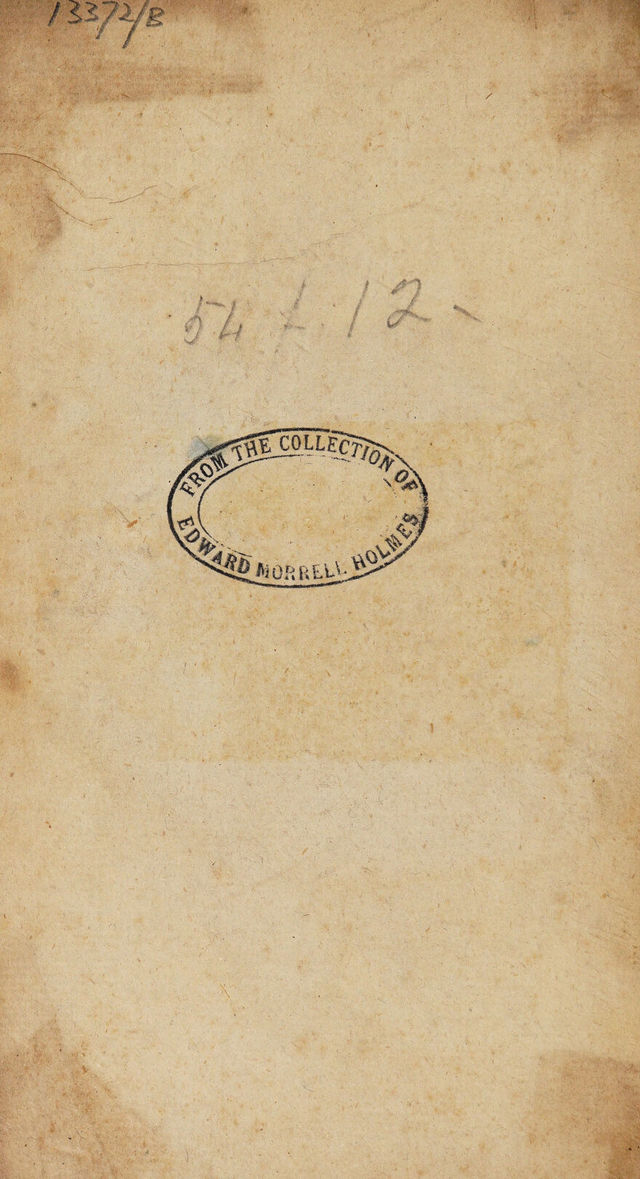 13372/B
54 / . 12 -
FROM THE COLLECTION OF
EDWARD MORRELL HOLMES